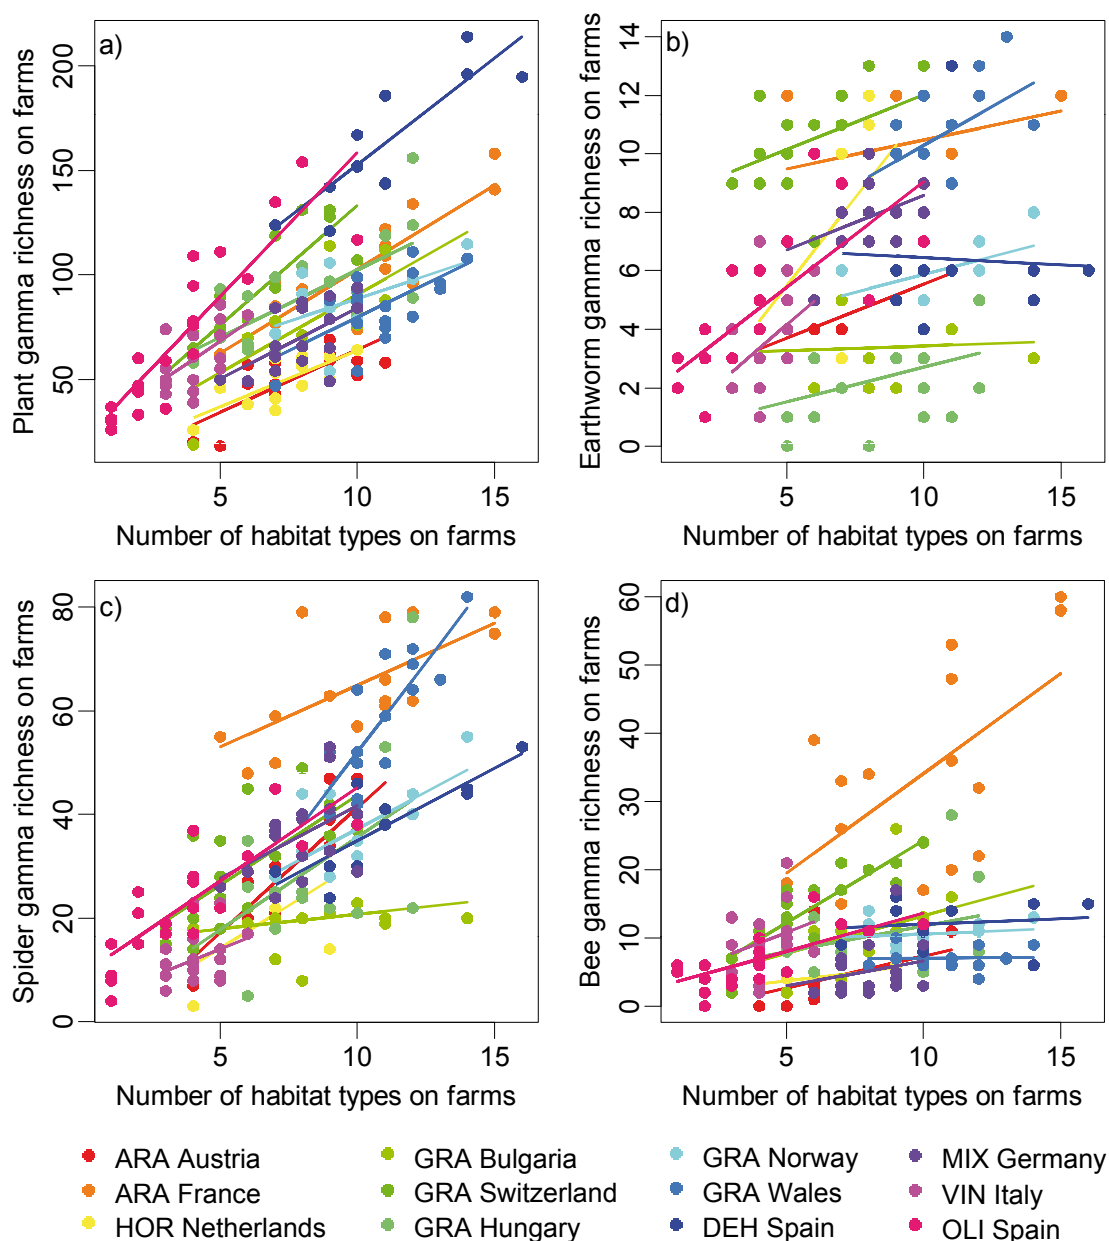 a)
Plant gamma richness on farms
50
100
150
200
5
10
15
Number of habitat types on farms
b)
Earthworm gamma richness on farms
0
2
4
6
8
10
12
14
5
10
15
Number of habitat types on farms
c)
Spider gamma richness on farms
0
20
40
60
80
5
10
15
Number of habitat types on farms
d)
Bee gamma richness on farms
0
10
20
30
40
50
60
5
10
15
Number of habitat types on farms
ARA Austria
ARA France
HOR Netherlands
GRA Bulgaria
GRA Switzerland
GRA Hungary
GRA Norway
GRA Wales
DEH Spain
MIX Germany
VIN Italy
OLI Spain